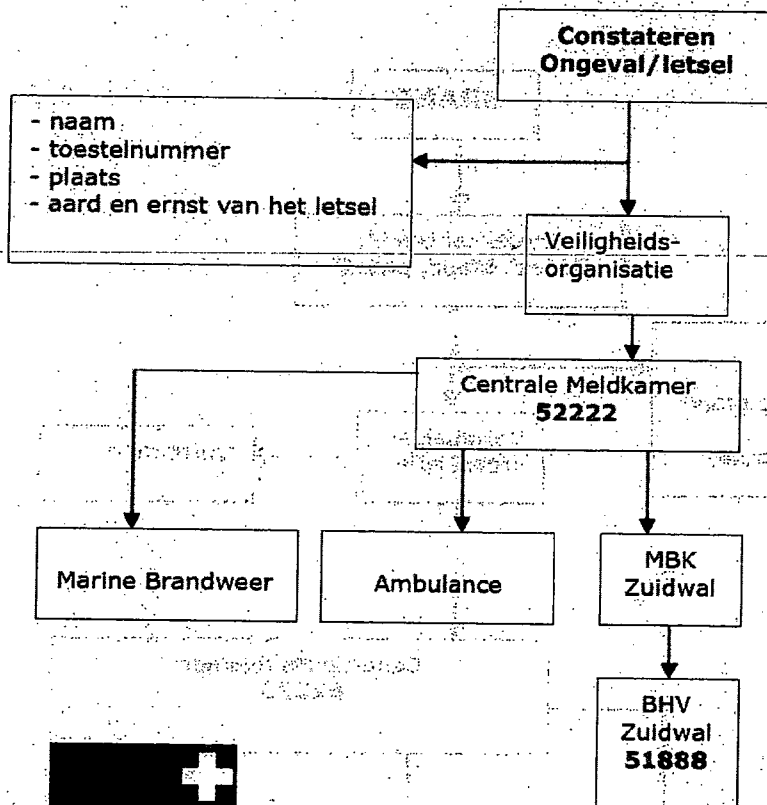 Constateren
Ongeval/letsel
- naam
- toestelnummer
- plaats
- aard en ernst van het letsel
Veiligheids-
organisatie
Centrale Meldkamer
52222
Marine Brandweer
Ambulance
MBK
Zuidwal
BHV
Zuidwal
51888